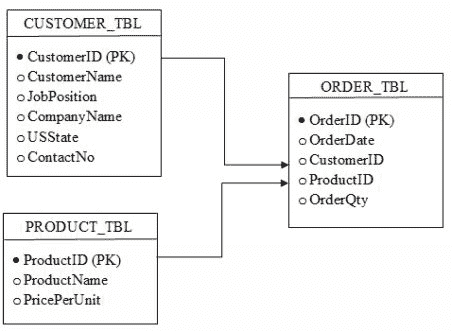 CUSTOMER_TBL
CustomerID (PK)
CustomerName
JobPosition
CompanyName
USState
ContactNo
ORDER_TBL
OrderID (PK)
OrderDate
CustomerID
ProductID
OrderQty
PRODUCT_TBL
ProductID (PK)
ProductName
PricePerUnit